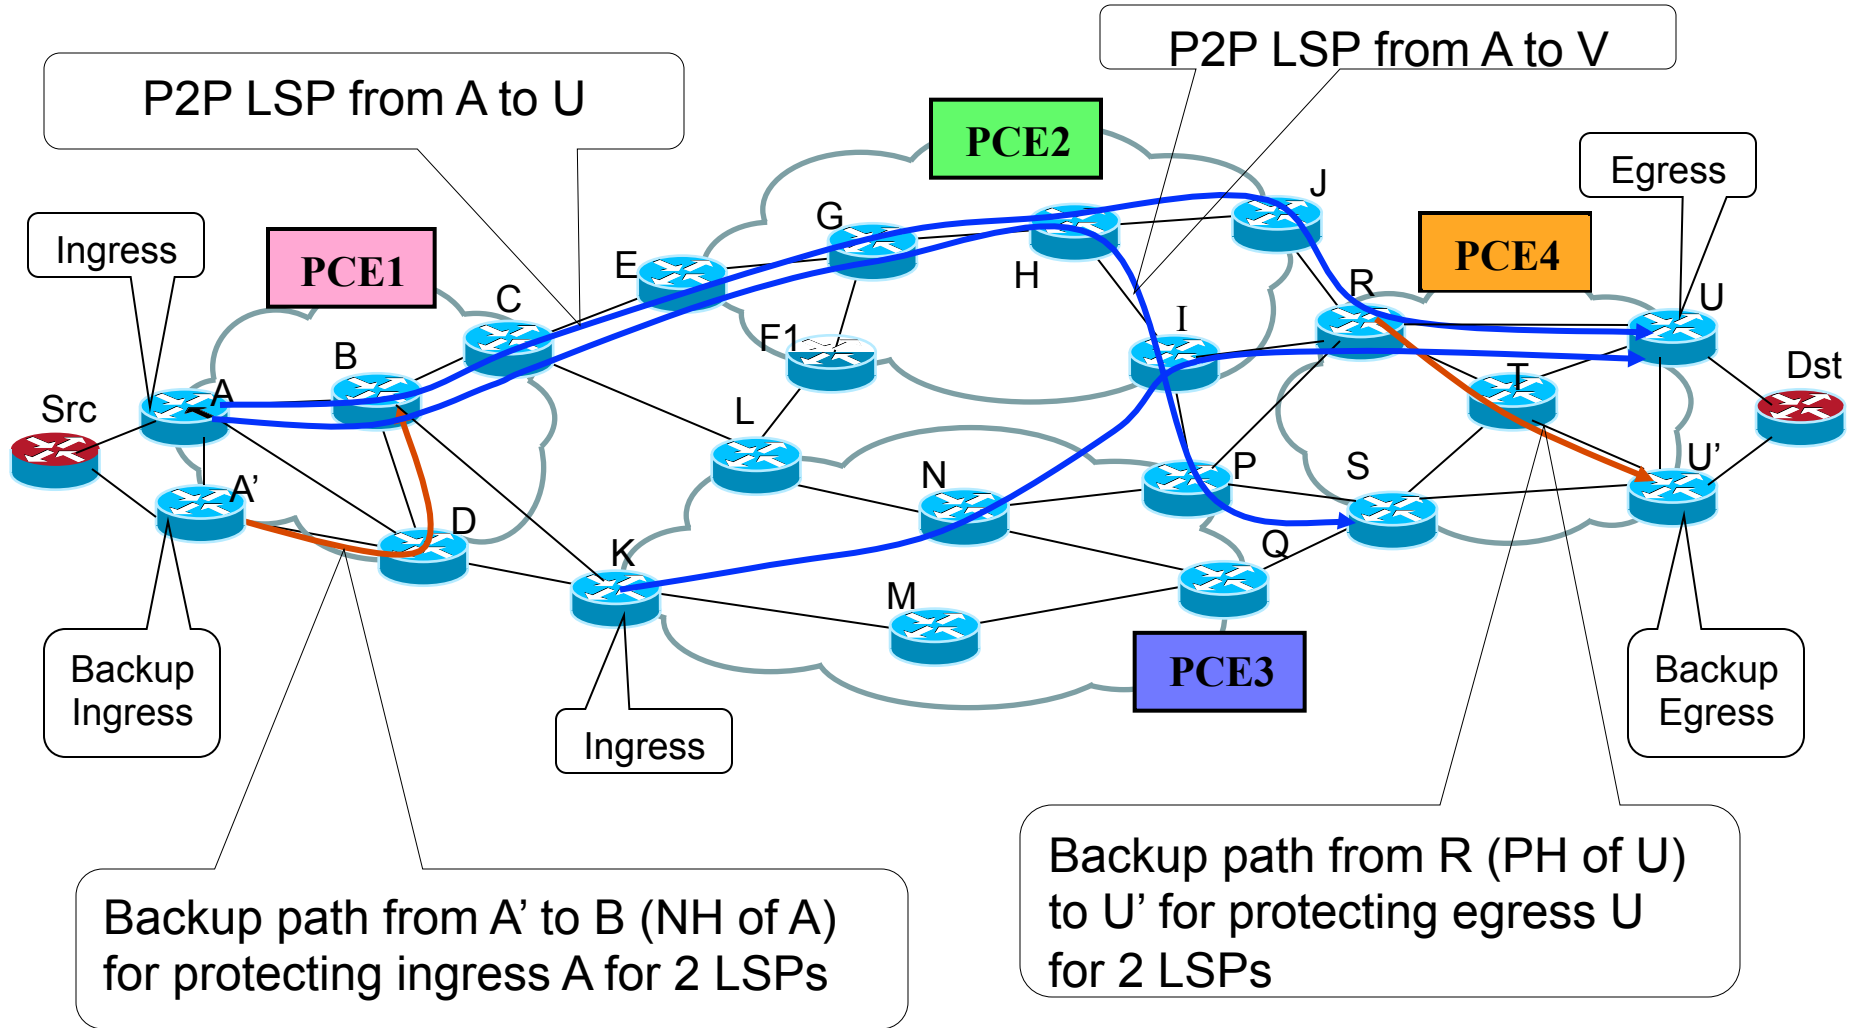 P2P LSP from A to U
P2P LSP from A to V
PCE2
Egress
Ingress
PCE1
PCE4
J
G
E
H
R
U
C
I
F1
B
T
Dst
A
Src
L
N
P
S
U’
A’
D
K
Q
M
Backup
Ingress
PCE3
Backup
Egress
Ingress
Backup path from A’ to B (NH of A)
for protecting ingress A for 2 LSPs
Backup path from R (PH of U)
to U’ for protecting egress U
for 2 LSPs